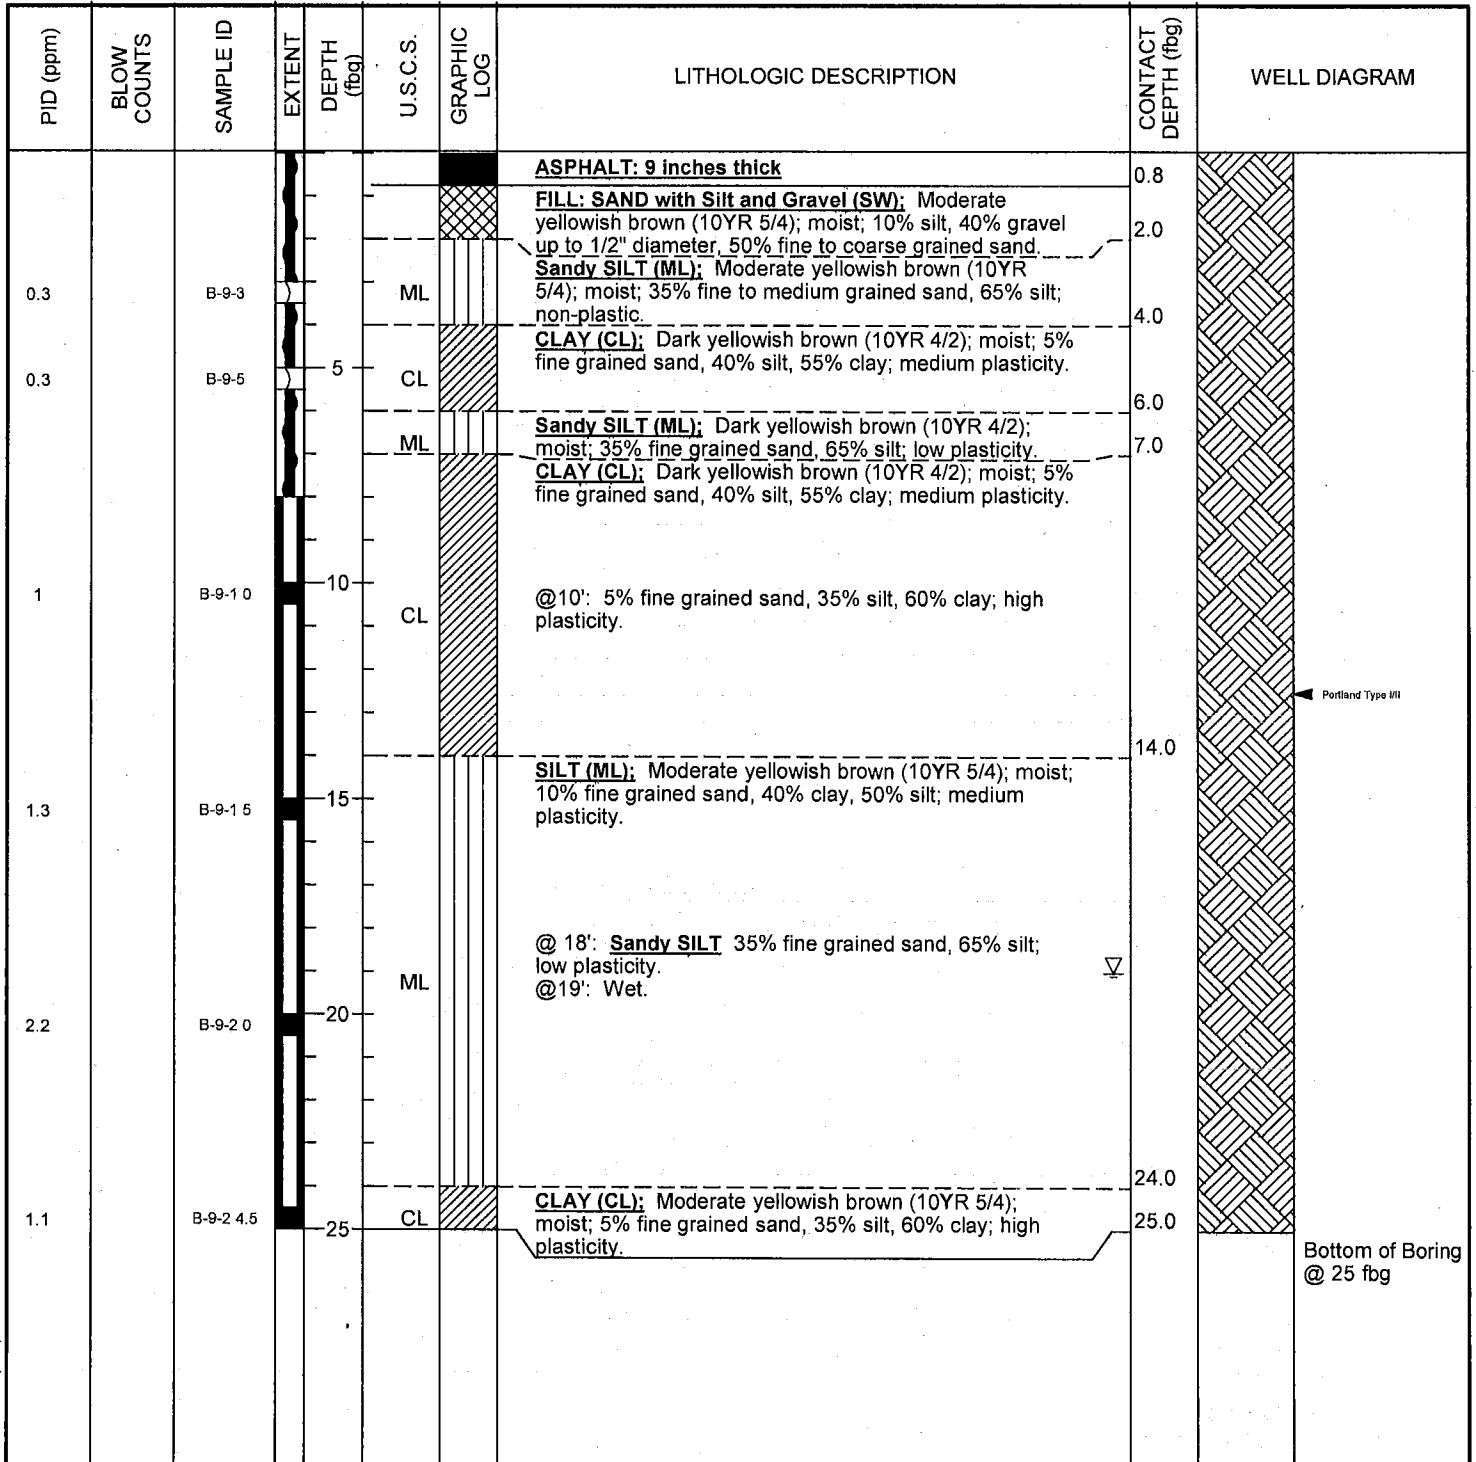 PID (ppm)
BLOW
COUNTS
SAMPLE ID
EXTENT
DEPTH
(fbg)
U.S.C.S.
GRAPHIC
LOG
LITHOLOGIC DESCRIPTION
CONTACT
DEPTH (fbg)
WELL DIAGRAM
ASPHALT: 9 inches thick
0.8
FILL: SAND with Silt and Gravel (SW); Moderate
yellowish brown (10YR 5/4); moist; 10% silt, 40% gravel
up to 1/2" diameter, 50% fine to coarse grained sand.
2.0
0.3
B-9-3
ML
Sandy SILT (ML); Moderate yellowish brown (10YR
5/4); moist; 35% fine to medium grained sand, 65% silt;
non-plastic.
4.0
0.3
B-9-5
5
CL
CLAY (CL); Dark yellowish brown (10YR 4/2); moist; 5%
fine grained sand, 40% silt, 55% clay; medium plasticity.
6.0
ML
Sandy SILT (ML); Dark yellowish brown (10YR 4/2);
moist; 35% fine grained sand, 65% silt; low plasticity.
7.0
CLAY (CL); Dark yellowish brown (10YR 4/2); moist; 5%
fine grained sand, 40% silt, 55% clay; medium plasticity.
1
B-9-1 0
10
CL
@10': 5% fine grained sand, 35% silt, 60% clay; high
plasticity.
Portland Type I/II
14.0
SILT (ML); Moderate yellowish brown (10YR 5/4); moist;
10% fine grained sand, 40% clay, 50% silt; medium
plasticity.
1.3
B-9-1 5
15
@ 18': Sandy SILT 35% fine grained sand, 65% silt;
low plasticity.
@19': Wet.
ML
2.2
B-9-2 0
20
24.0
CLAY (CL); Moderate yellowish brown (10YR 5/4);
moist; 5% fine grained sand, 35% silt, 60% clay; high
plasticity.
1.1
B-9-2 4.5
25
CL
25.0
Bottom of Boring
@ 25 fbg